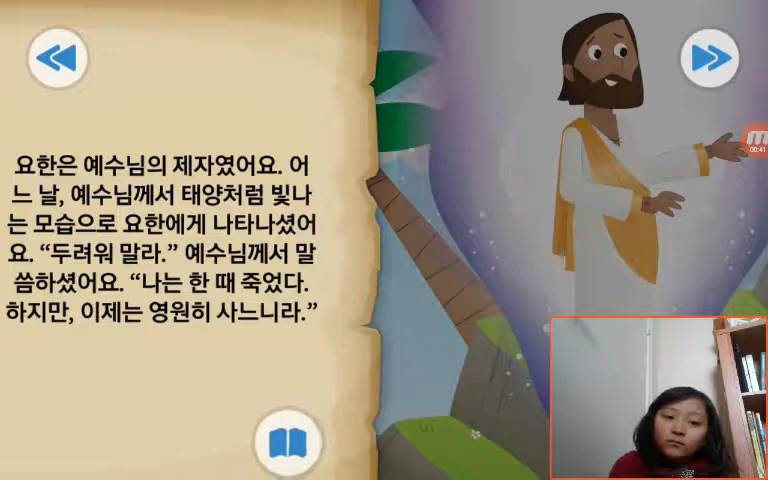 요한은 예수님의 제자였어요. 어
느 날, 예수님께서 태양처럼 빛나
는 모습으로 요한에게 나타나셨어
요. “두려워 말라.” 예수님께서 말
씀하셨어요. “나는 한 때 죽었다.
하지만, 이제는 영원히 사느니라.”
m
00:41